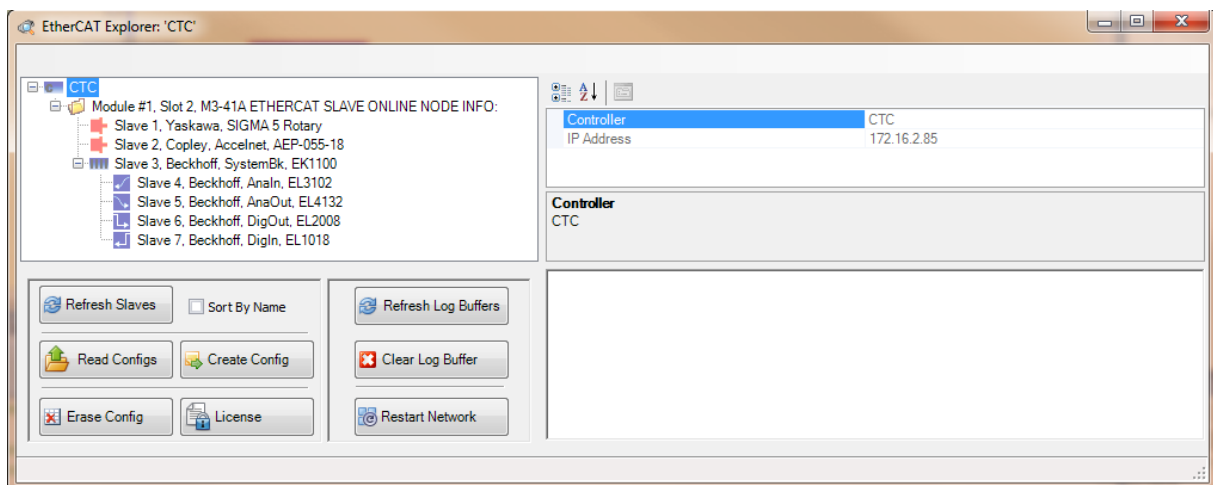 EtherCAT Explorer: 'CTC'
CTC
Module #1, Slot 2, M3-41A ETHERCAT SLAVE ONLINE NODE INFO:
Slave 1, Yaskawa, SIGMA 5 Rotary
Slave 2, Copley, Accelnet, AEP-055-18
Slave 3, Beckhoff, SystemBk, EK1100
Slave 4, Beckhoff, AnaIn, EL3102
Slave 5, Beckhoff, AnaOut, EL4132
Slave 6, Beckhoff, DigOut, EL2008
Slave 7, Beckhoff, DigIn, EL1018
Controller CTC
IP Address 172.16.2.85
Controller
CTC
Refresh Slaves Sort By Name Refresh Log Buffers
Read Configs Create Config Clear Log Buffer
Erase Config License Restart Network